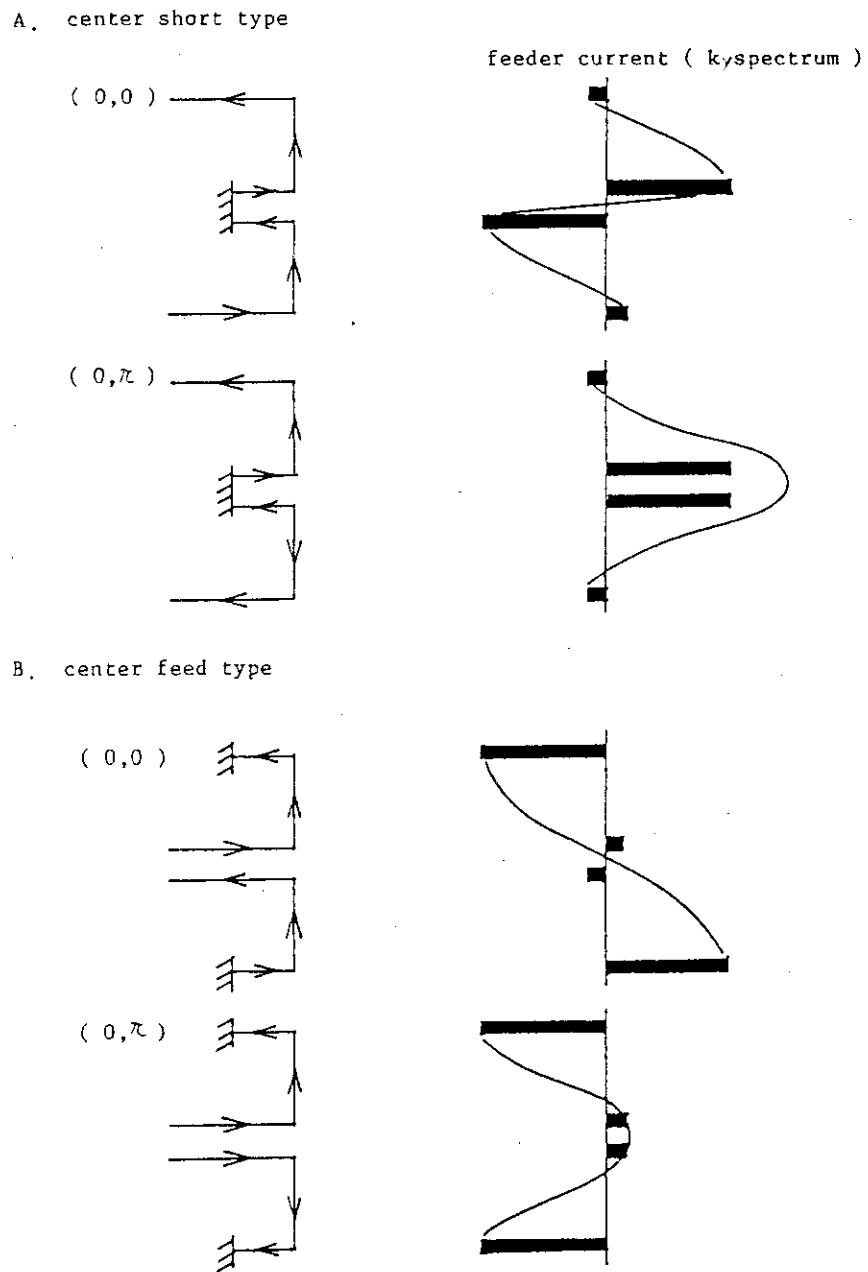 A. center short type
feeder current ( kyspectrum )
( 0,0 )
( 0,π )
B. center feed type
( 0,0 )
( 0,π )